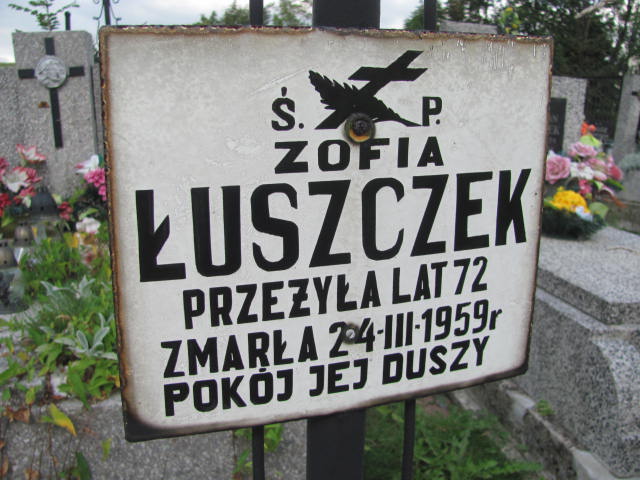 Ś. P.
ZOFIA
ŁUSZCZEK
PRZEŻYŁA LAT 72
ZMARŁA 24-III-1959r
POKÓJ JEJ DUSZY